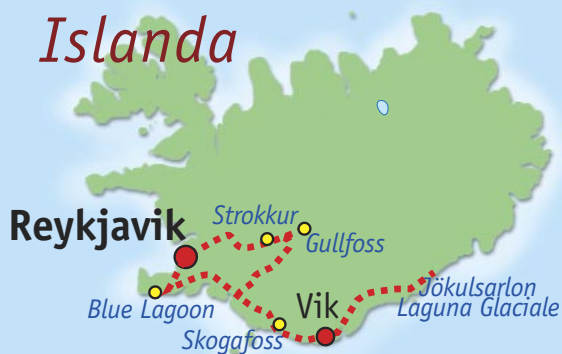 Islanda
Strokkur
Reykjavik
Gullfoss
Jökulsarlon
Laguna Glaciale
Blue Lagoon
Vik
Skogafoss